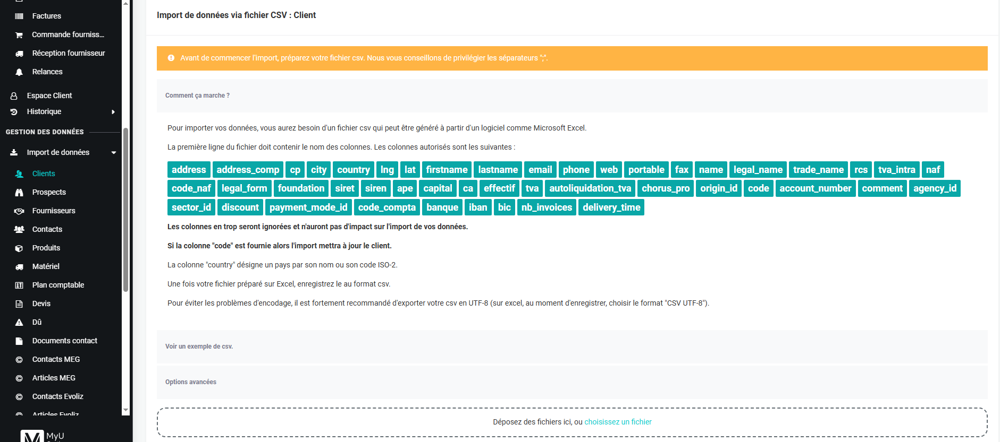 Factures
Commande fourniss...
Réception fournisseur
Relances
Espace Client
Historique
GESTION DES DONNÉES
Import de données
Clients
Prospects
Fournisseurs
Contacts
Produits
Matériel
Plan comptable
Devis
Dû
Documents contact
Contacts MEG
Articles MEG
Contacts Evoliz
Articles Evoliz
MyU
Import de données via fichier CSV : Client
Avant de commencer l'import, préparez votre fichier csv. Nous vous conseillons de privilégier les séparateurs ";".
Comment ça marche ?
Pour importer vos données, vous aurez besoin d'un fichier csv qui peut être généré à partir d'un logiciel comme Microsoft Excel.
La première ligne du fichier doit contenir le nom des colonnes. Les colonnes autorisés sont les suivantes :
address address_comp cp city country lng lat firstname lastname email phone web portable fax name legal_name trade_name rcs tva_intra naf
code_naf legal_form foundation siret siren ape capital ca effectif tva autoliquidation_tva chorus_pro origin_id code account_number comment agency_id
sector_id discount payment_mode_id code_compta banque iban bic nb_invoices delivery_time
Les colonnes en trop seront ignorées et n'auront pas d'impact sur l'import de vos données.
Si la colonne "code" est fournie alors l'import mettra à jour le client.
La colonne "country" désigne un pays par son nom ou son code ISO-2.
Une fois votre fichier préparé sur Excel, enregistrez le au format csv.
Pour éviter les problèmes d'encodage, il est fortement recommandé d'exporter votre csv en UTF-8 (sur excel, au moment d'enregistrer, choisir le format "CSV UTF-8").
Voir un exemple de csv.
Options avancées
Déposez des fichiers ici, ou choisissez un fichier